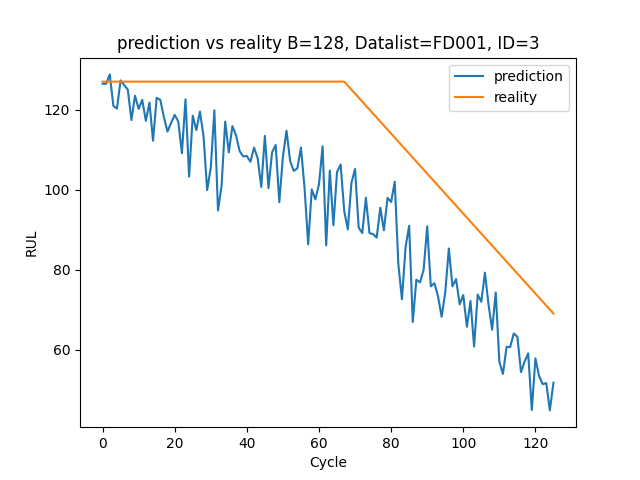 prediction vs reality B=128, Datalist=FD001, ID=3
prediction
reality
RUL
120
100
80
60
0 20 40 60 80 100 120
Cycle